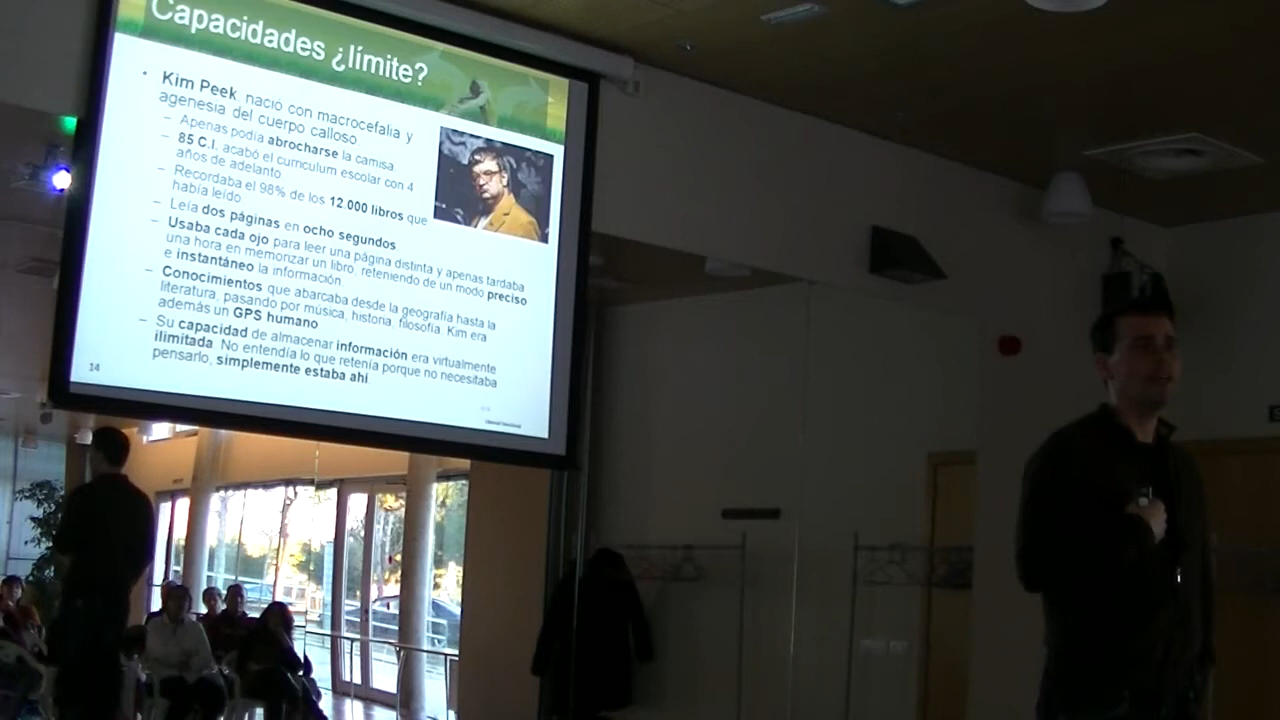 Capacidades ¿límite?
• Kim Peek, nació con macrocefalia y
agenesia del cuerpo calloso
– Apenas podía abrocharse la camisa
– 85 C.I. acabó el curriculum escolar con 4
años de adelanto
– Recordaba el 98% de los 12.000 libros que
había leído
– Leía dos páginas en ocho segundos
– Usaba cada ojo para leer una página distinta y apenas tardaba
una hora en memorizar un libro, reteniendo de un modo preciso
e instantáneo la información.
– Conocimientos que abarcaba desde la geografía hasta la
literatura, pasando por música, historia, filosofía. Kim era
además un GPS humano
– Su capacidad de almacenar información era virtualmente
ilimitada. No entendía lo que retenía porque no necesitaba
pensarlo, simplemente estaba ahí.
14